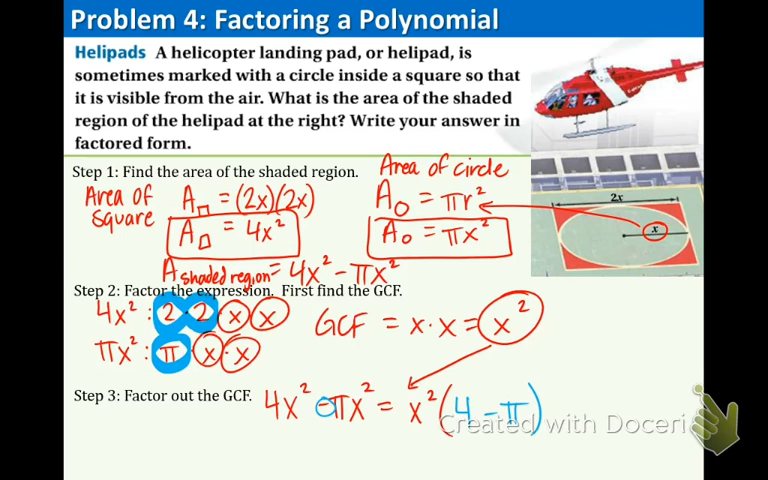 Problem 4: Factoring a Polynomial
Helipads A helicopter landing pad, or helipad, is
sometimes marked with a circle inside a square so that
it is visible from the air. What is the area of the shaded
region of the helipad at the right? Write your answer in
factored form.
Step 1: Find the area of the shaded region.
Area of
Square
A□ = (2x)(2x)
A□ = 4x²
Area of circle
A○ = πr²
A○ = πx²
2x
x
A shaded region = 4x² - πx²
Step 2: Factor the expression. First find the GCF.
4x² : 2 · 2 · x · x
πx² : π · x · x
GCF = x · x = x²
Step 3: Factor out the GCF.
4x² - πx² = x² (4 - π)
Created with Doceri